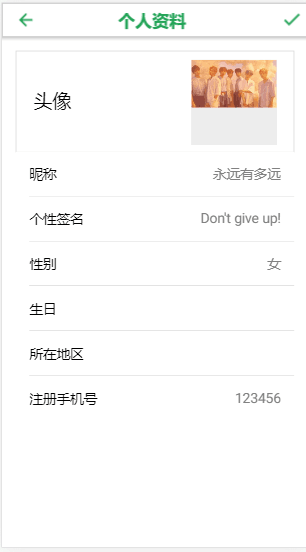 个人资料
头像
昵称 永远有多远
个性签名 Don't give up!
性别 女
生日
所在地区
注册手机号 123456